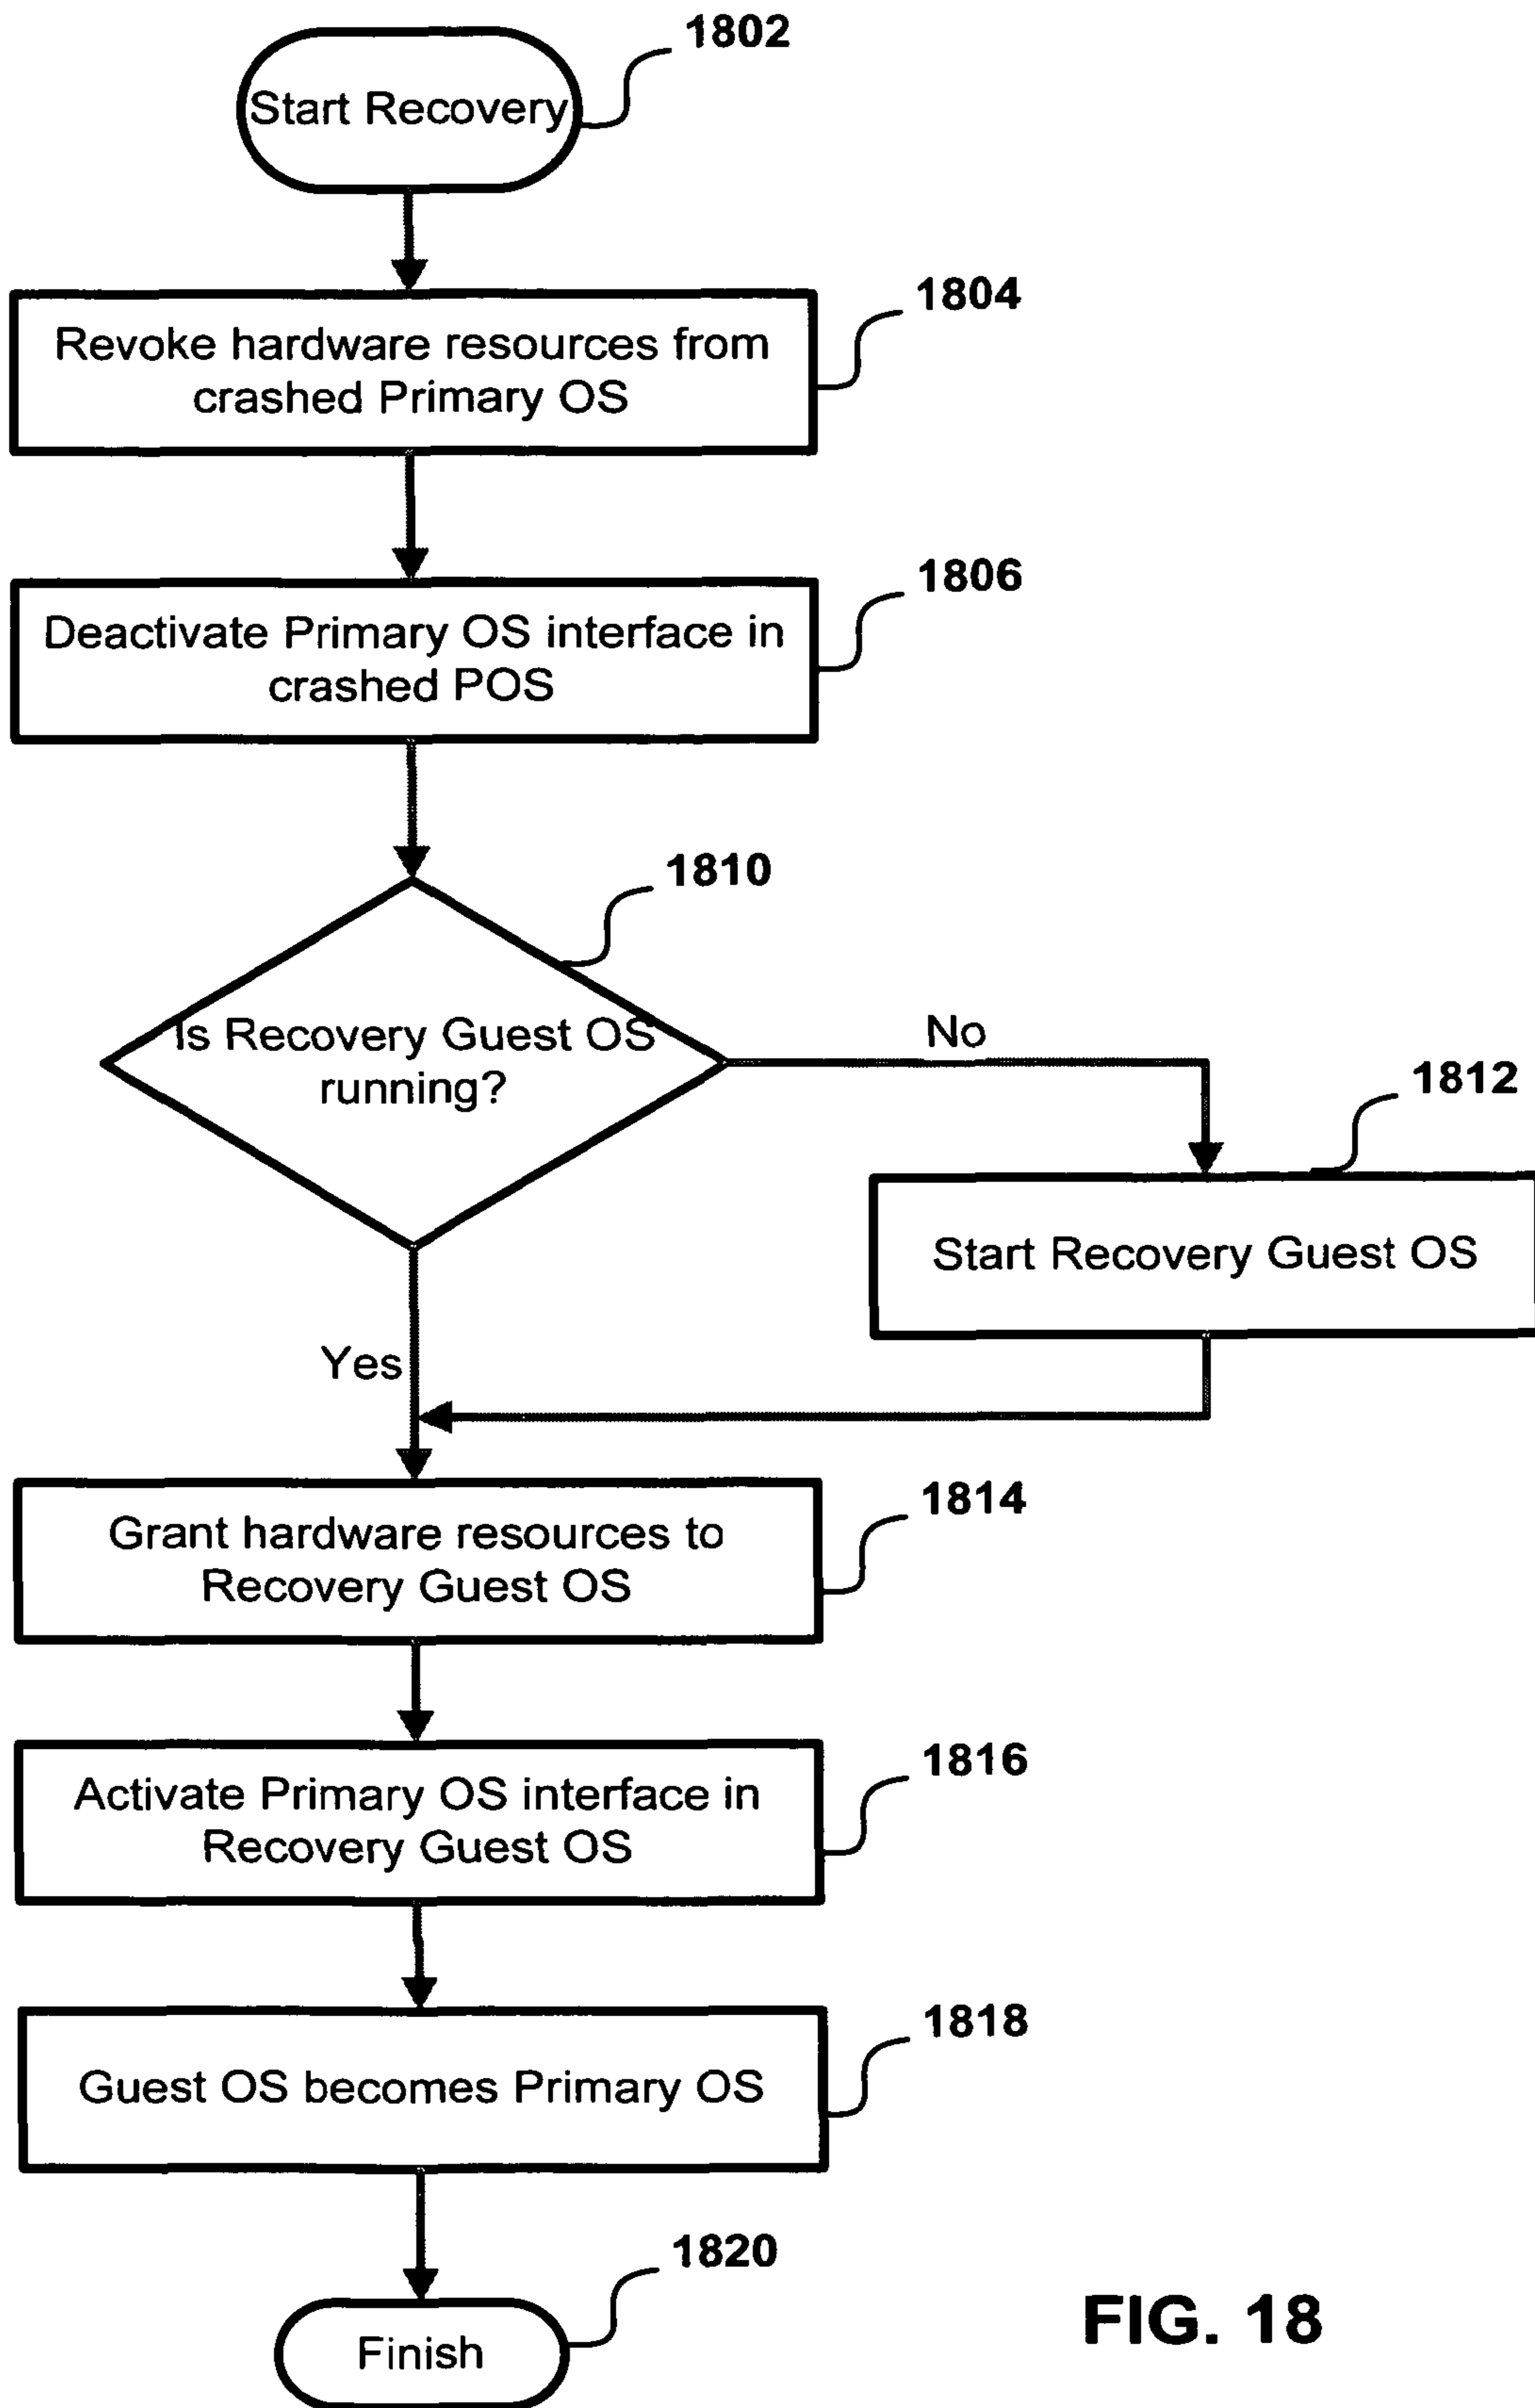 1802
Start Recovery
1804
Revoke hardware resources from
crashed Primary OS
1806
Deactivate Primary OS interface in
crashed POS
1810
Is Recovery Guest OS
running?
No
1812
Start Recovery Guest OS
Yes
1814
Grant hardware resources to
Recovery Guest OS
1816
Activate Primary OS interface in
Recovery Guest OS
1818
Guest OS becomes Primary OS
1820
Finish
FIG. 18